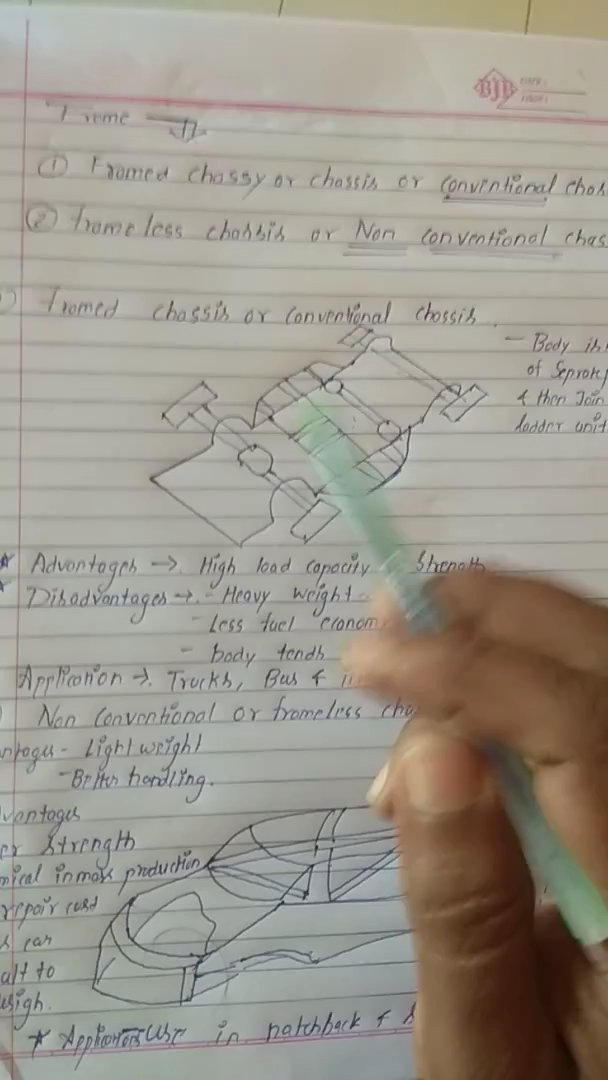 BJB
Frame
① Framed chassy or chassis or conventional chas
② Frameless chassis or Non conventional chas
Framed chassis or conventional chassis.
- Body is
of Seprate
& then Join
ladder unit
* Advantages → High load capacity Strength
* Disadvantages → - Heavy weight
- Less fuel econom
- body tends
Application → Trucks, Bus &
Non Conventional or frameless cha
antages - Light weight
- Better handling.
vantages
er strength
mical in mass production
repair cost
car
ult to
* Applications Use in hatchback &